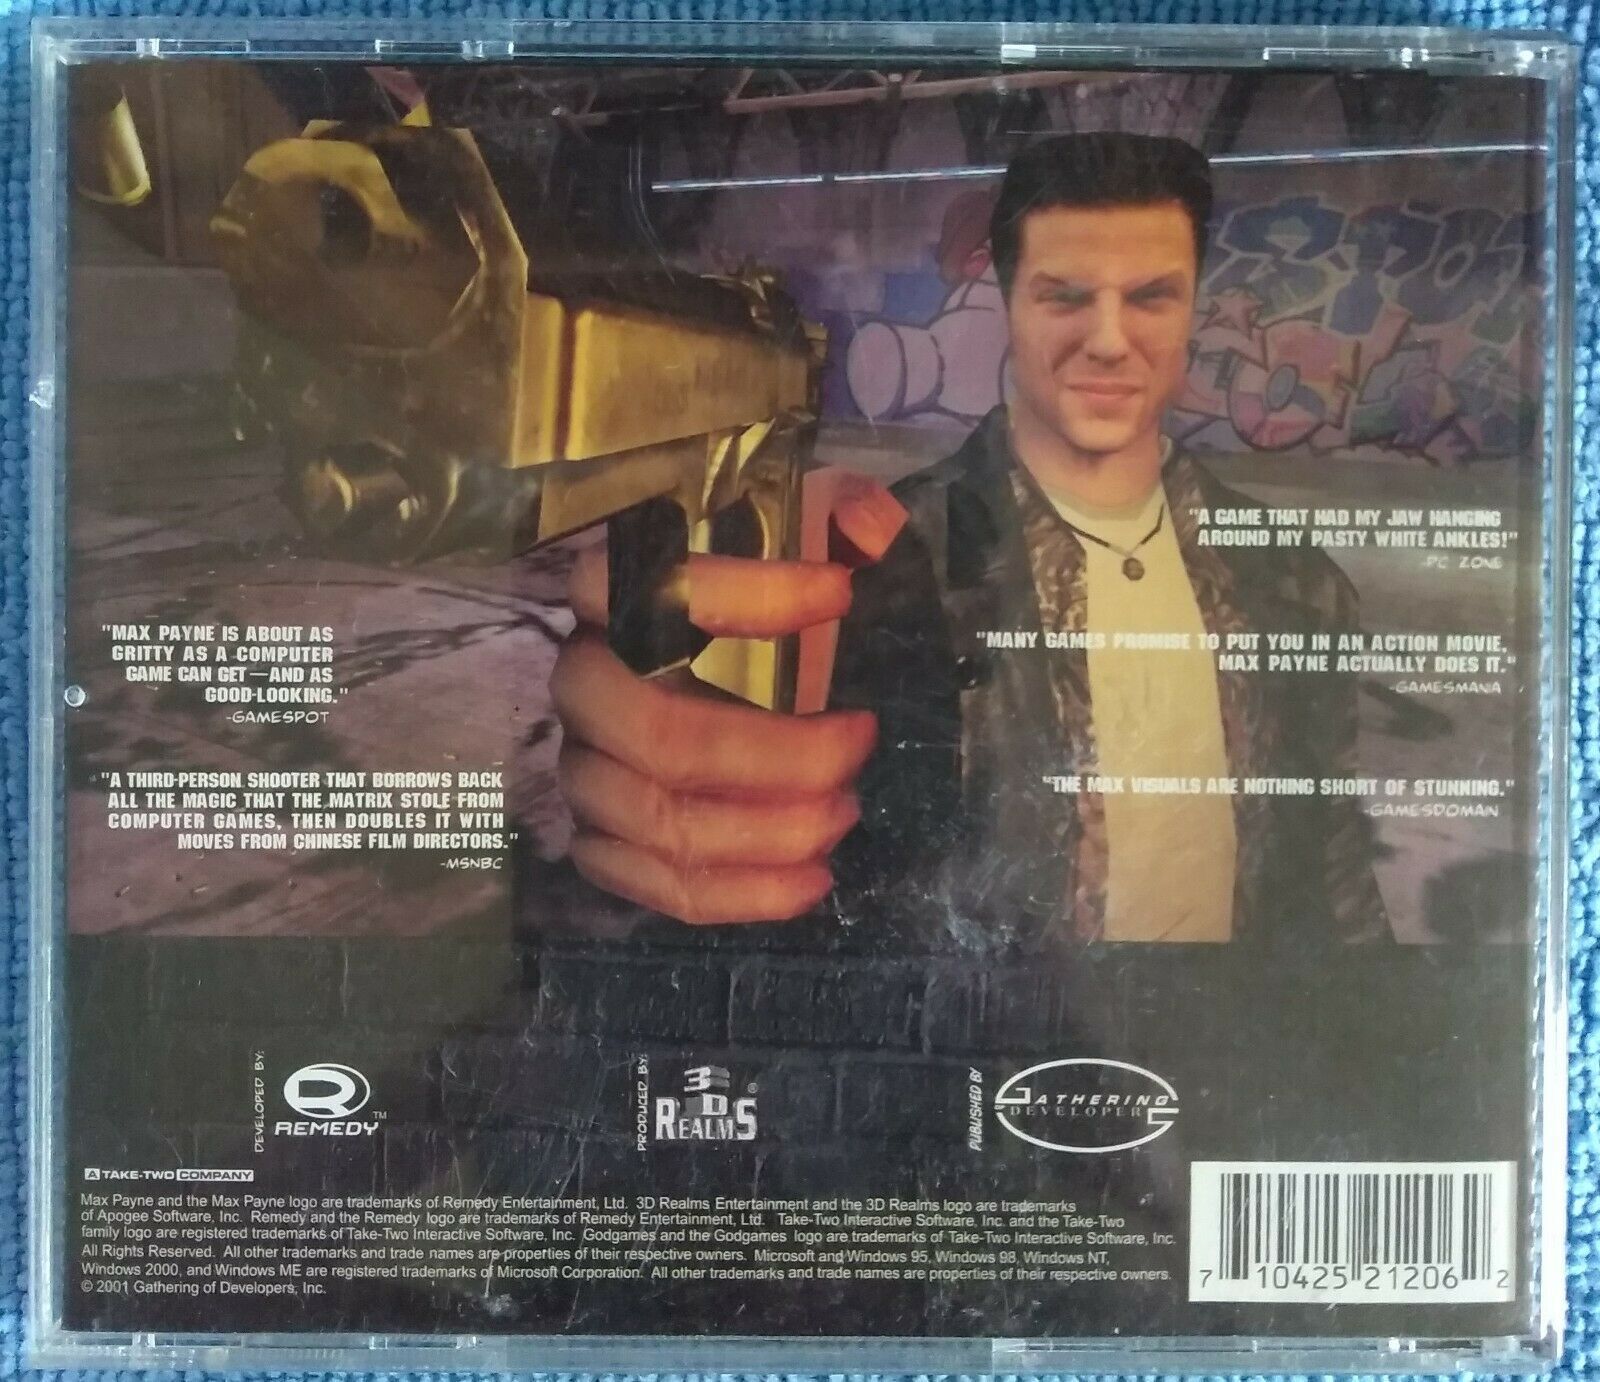 "A GAME THAT HAD MY JAW HANGING
AROUND MY PASTY WHITE ANKLES!"
-PC ZONE
"MAX PAYNE IS ABOUT AS
GRITTY AS A COMPUTER
GAME CAN GET—AND AS
GOOD-LOOKING."
-GAMESPOT
"MANY GAMES PROMISE TO PUT YOU IN AN ACTION MOVIE,
MAX PAYNE ACTUALLY DOES IT."
-GAMESMANIA
"A THIRD-PERSON SHOOTER THAT BORROWS BACK
ALL THE MAGIC THAT THE MATRIX STOLE FROM
COMPUTER GAMES, THEN DOUBLES IT WITH
MOVES FROM CHINESE FILM DIRECTORS."
-MSNBC
"THE MAX VISUALS ARE NOTHING SHORT OF STUNNING."
-GAMESDOMAN
DEVELOPED BY:
REMEDY™
PRODUCED BY:
3D REALMS®
PUBLISHED BY
GATHERING OF DEVELOPERS
A TAKE-TWO COMPANY
Max Payne and the Max Payne logo are trademarks of Remedy Entertainment, Ltd. 3D Realms Entertainment and the 3D Realms logo are trademarks
of Apogee Software, Inc. Remedy and the Remedy logo are trademarks of Remedy Entertainment, Ltd. Take-Two Interactive Software, Inc. and the Take-Two
family logo are registered trademarks of Take-Two Interactive Software, Inc. Godgames and the Godgames logo are trademarks of Take-Two Interactive Software, Inc.
All Rights Reserved. All other trademarks and trade names are properties of their respective owners. Microsoft and Windows 95, Windows 98, Windows NT,
Windows 2000, and Windows ME are registered trademarks of Microsoft Corporation. All other trademarks and trade names are properties of their respective owners.
© 2001 Gathering of Developers, Inc.
7 10425 21206 2